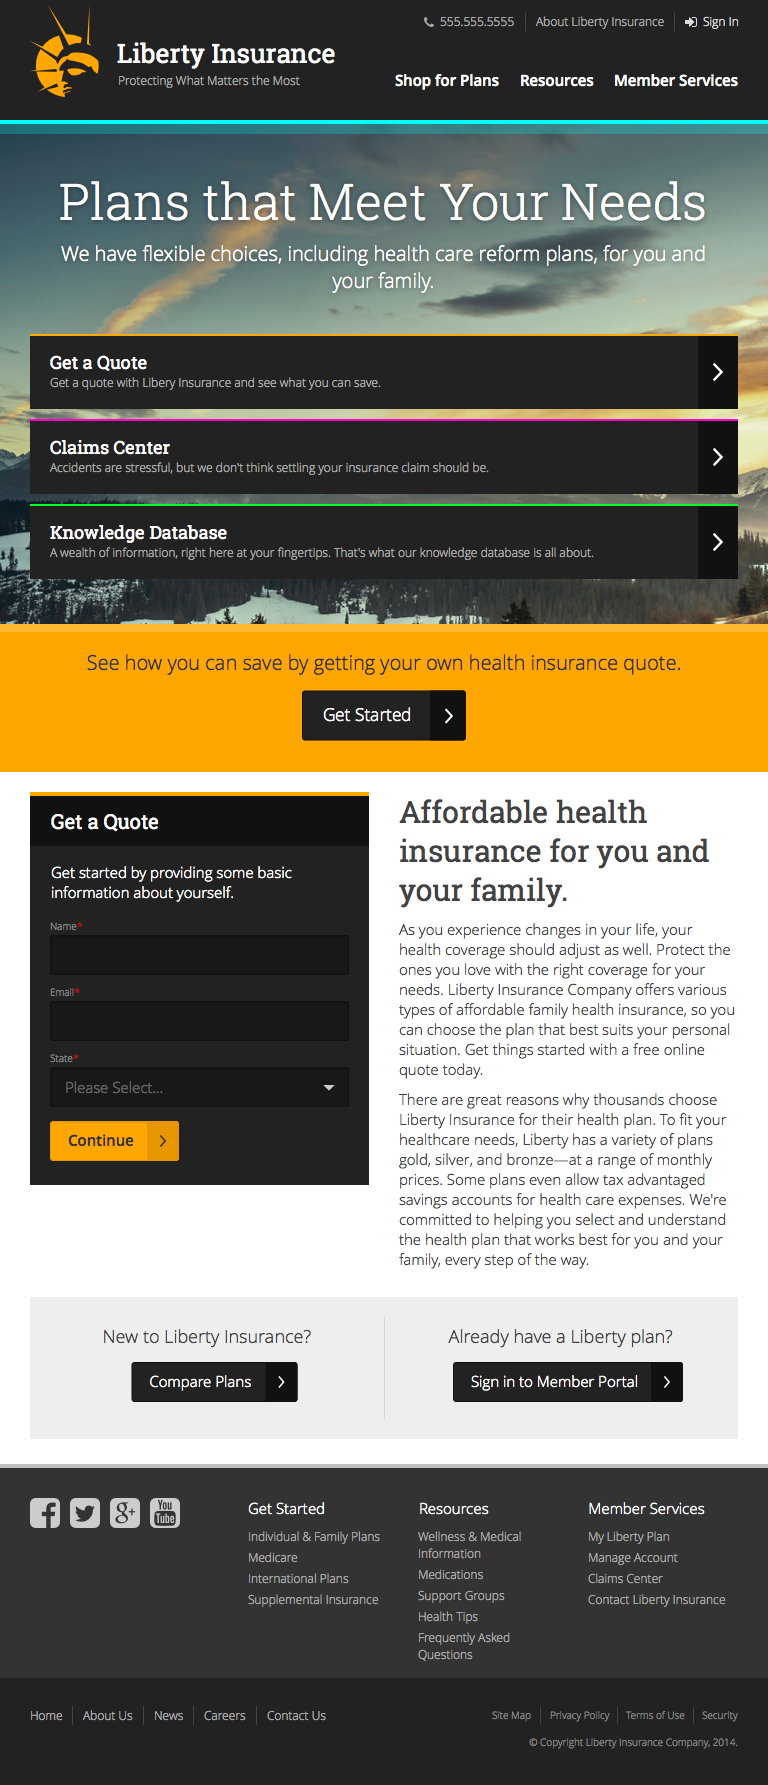 555.555.5555
About Liberty Insurance
Sign In
Liberty Insurance
Protecting What Matters the Most
Shop for Plans
Resources
Member Services
Plans that Meet Your Needs
We have flexible choices, including health care reform plans, for you and
your family.
Get a Quote
Get a quote with Libery Insurance and see what you can save.
Claims Center
Accidents are stressful, but we don't think settling your insurance claim should be.
Knowledge Database
A wealth of information, right here at your fingertips. That's what our knowledge database is all about.
See how you can save by getting your own health insurance quote.
Get Started
Get a Quote
Get started by providing some basic
information about yourself.
Name*
Email*
State*
Please Select...
Continue
Affordable health
insurance for you and
your family.
As you experience changes in your life, your
health coverage should adjust as well. Protect the
ones you love with the right coverage for your
needs. Liberty Insurance Company offers various
types of affordable family health insurance, so you
can choose the plan that best suits your personal
situation. Get things started with a free online
quote today.
There are great reasons why thousands choose
Liberty Insurance for their health plan. To fit your
healthcare needs, Liberty has a variety of plans
gold, silver, and bronze—at a range of monthly
prices. Some plans even allow tax advantaged
savings accounts for health care expenses. We're
committed to helping you select and understand
the health plan that works best for you and your
family, every step of the way.
New to Liberty Insurance?
Compare Plans
Already have a Liberty plan?
Sign in to Member Portal
You
Tube
Get Started
Individual & Family Plans
Medicare
International Plans
Supplemental Insurance
Resources
Wellness & Medical
Information
Medications
Support Groups
Health Tips
Frequently Asked
Questions
Member Services
My Liberty Plan
Manage Account
Claims Center
Contact Liberty Insurance
Home
About Us
News
Careers
Contact Us
Site Map
Privacy Policy
Terms of Use
Security
© Copyright Liberty Insurance Company, 2014.